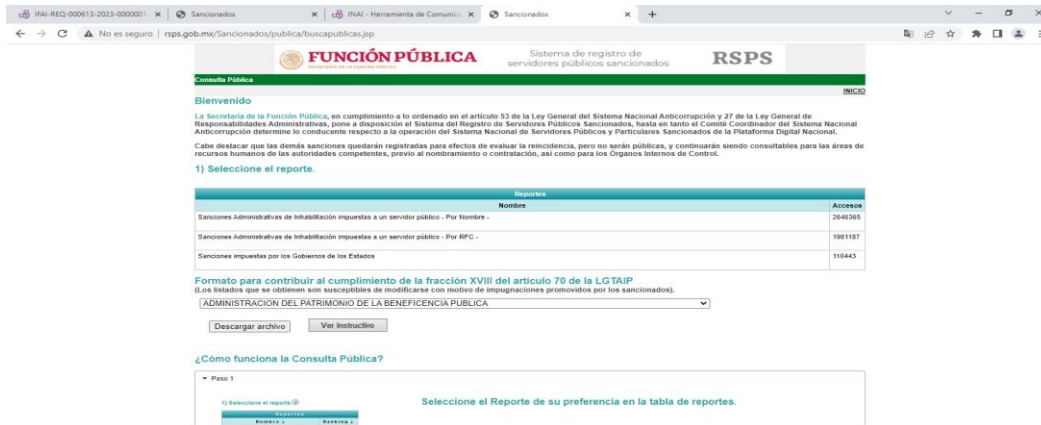 IFAI-REQ-000613-2023-0000001
Sancionados
INAI - Herramienta de Comunic
Sancionados
No es seguro | rsps.gob.mx/Sancionados/publica/buscapublicas.jsp
FUNCIÓN PÚBLICA
SECRETARÍA DE LA FUNCIÓN PÚBLICA
Sistema de registro de
servidores públicos sancionados
RSPS
Consulta Pública
INICIO
Bienvenido
La Secretaría de la Función Pública, en cumplimiento a lo ordenado en el artículo 53 de la Ley General del Sistema Nacional Anticorrupción y 27 de la Ley General de
Responsabilidades Administrativas, pone a disposición el Sistema del Registro de Servidores Públicos Sancionados, hasta en tanto el Comité Coordinador del Sistema Nacional
Anticorrupción determine lo conducente respecto a la operación del Sistema Nacional de Servidores Públicos y Particulares Sancionados de la Plataforma Digital Nacional.
Cabe destacar que las demás sanciones quedarán registradas para efectos de evaluar la reincidencia, pero no serán públicas, y continuarán siendo consultables para las áreas de
recursos humanos de las autoridades competentes, previo al nombramiento o contratación, así como para los Órganos Internos de Control.
1) Seleccione el reporte.
Reportes
Nombre Accesos
Sanciones Administrativas de Inhabilitación impuestas a un servidor público - Por Nombre - 2646365
Sanciones Administrativas de Inhabilitación impuestas a un servidor público - Por RFC - 1981187
Sanciones impuestas por los Gobiernos de los Estados 110443
Formato para contribuir al cumplimiento de la fracción XVIII del artículo 70 de la LGTAIP
(Los listados que se obtienen son susceptibles de modificarse con motivo de impugnaciones promovidos por los sancionados).
ADMINISTRACION DEL PATRIMONIO DE LA BENEFICENCIA PUBLICA
Descargar archivo Ver instructivo
¿Cómo funciona la Consulta Pública?
Paso 1
1) Seleccione el reporte
Seleccione el Reporte de su preferencia en la tabla de reportes.
Reportes
Nombre Ranking